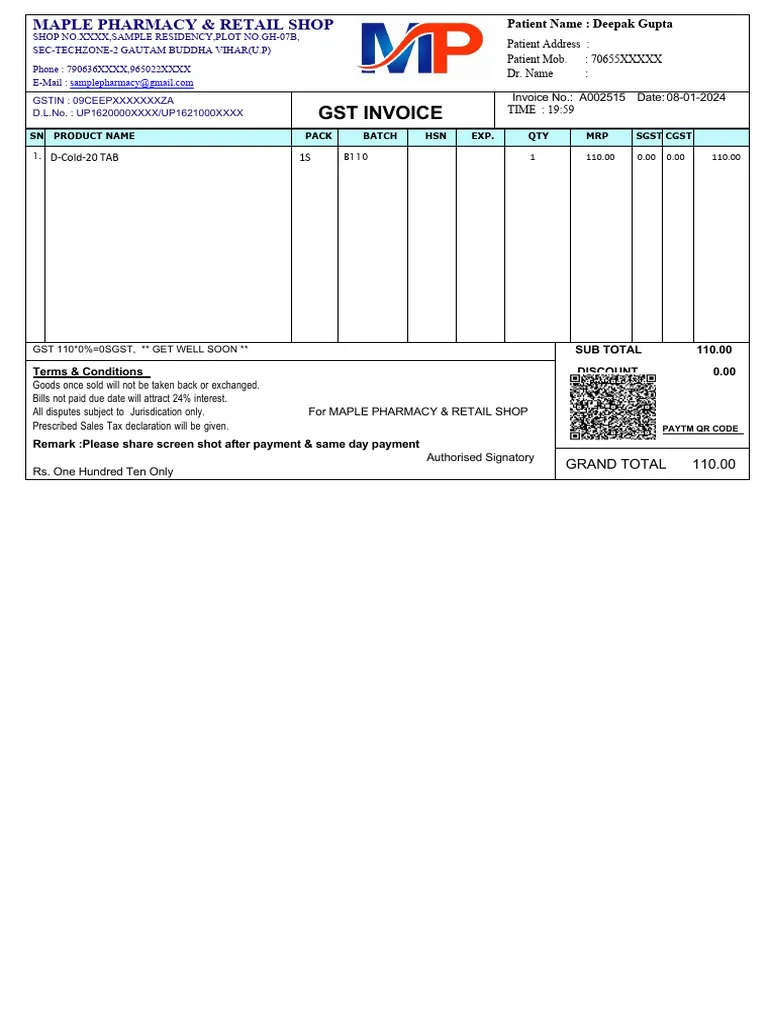 MAPLE PHARMACY & RETAIL SHOP
SHOP NO.XXXX,SAMPLE RESIDENCY,PLOT NO.GH-07B,
SEC-TECHZONE-2 GAUTAM BUDDHA VIHAR(U.P)
Phone : 790636XXXX,965022XXXX
E-Mail : samplepharmacy@gmail.com
MP
Patient Name : Deepak Gupta
Patient Address :
Patient Mob. : 70655XXXXX
Dr. Name :
GSTIN : 09CEEPXXXXXXXZA
D.L.No. : UP1620000XXXX/UP1621000XXXX
GST INVOICE
Invoice No.: A002515 Date: 08-01-2024
TIME : 19:59
SN PRODUCT NAME PACK BATCH HSN EXP. QTY MRP SGST CGST
1. D-Cold-20 TAB 1S B110 1 110.00 0.00 0.00 110.00
GST 110*0%=0SGST, ** GET WELL SOON **
SUB TOTAL 110.00
Terms & Conditions
DISCOUNT 0.00
Goods once sold will not be taken back or exchanged.
Bills not paid due date will attract 24% interest.
All disputes subject to Jurisdication only.
Prescribed Sales Tax declaration will be given.
For MAPLE PHARMACY & RETAIL SHOP
PAYTM QR CODE
Remark :Please share screen shot after payment & same day payment
Authorised Signatory
Rs. One Hundred Ten Only
GRAND TOTAL 110.00